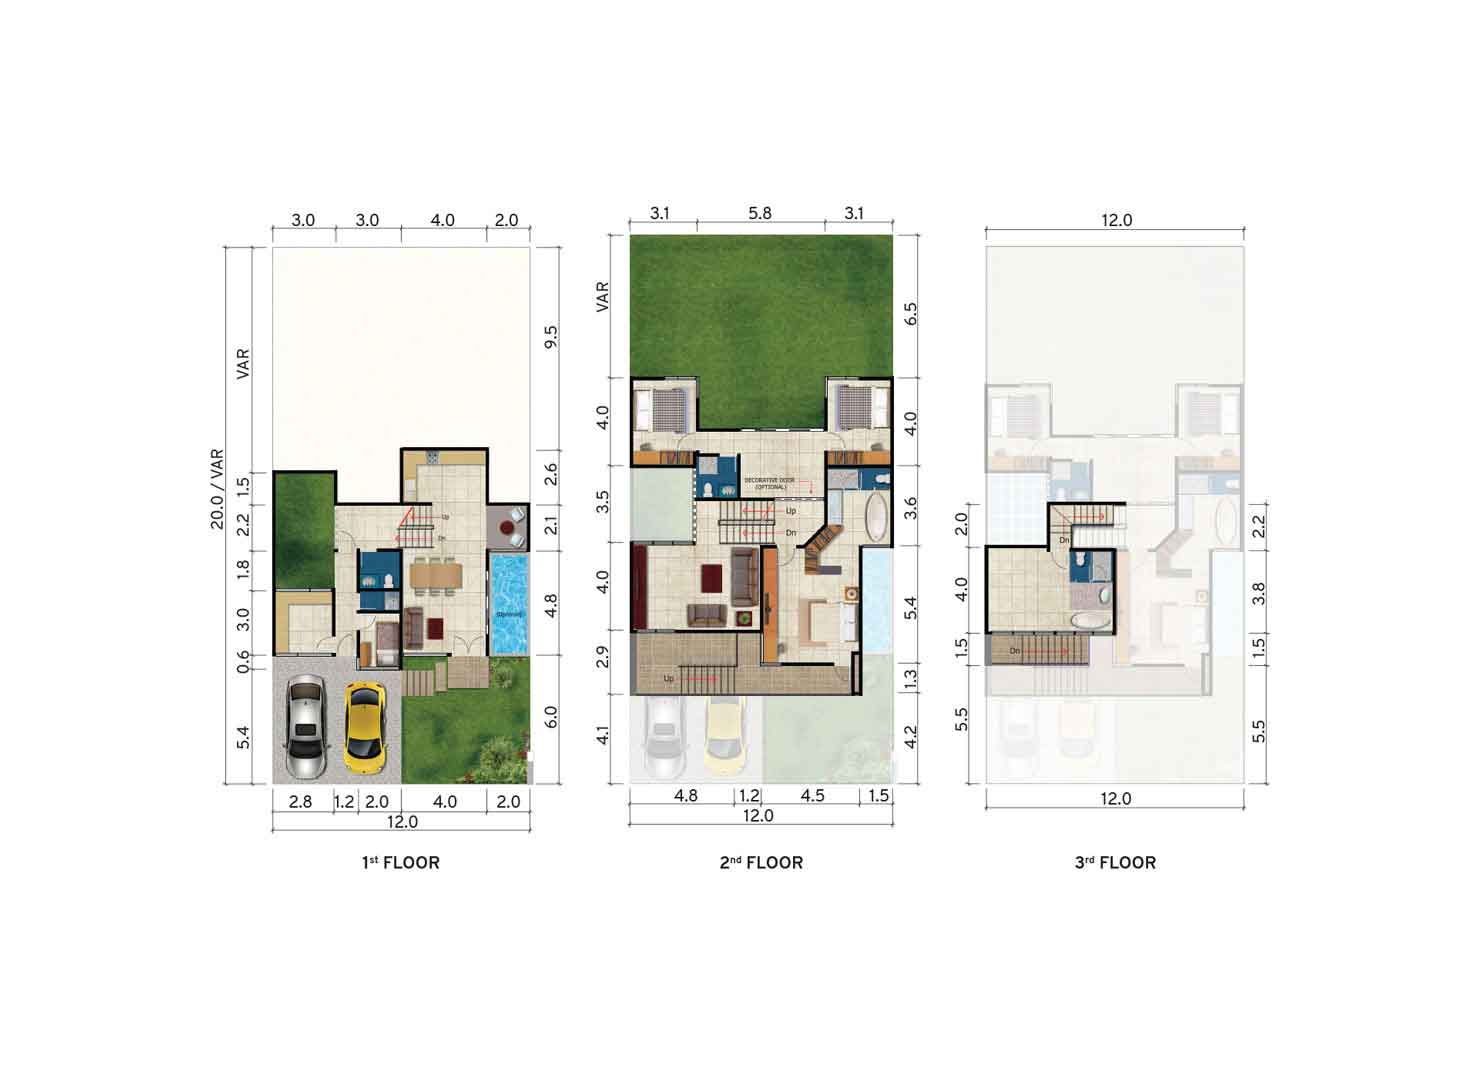 3.0 3.0 4.0 2.0
20.0 / VAR
VAR
1.5
2.2
1.8
3.0
0.6
5.4
9.5
2.6
2.1
4.8
6.0
Up
Dn
(Optional)
2.8 1.2 2.0 4.0 2.0
12.0
1st FLOOR
3.1 5.8 3.1
VAR
4.0
3.5
4.0
2.9
4.1
6.5
4.0
3.6
5.4
1.3
4.2
DECORATIVE DOOR
(OPTIONAL)
Up
Dn
Up
4.8 1.2 4.5 1.5
12.0
2nd FLOOR
12.0
2.0
4.0
1.5
5.5
2.2
3.8
1.5
5.5
Dn
Dn
12.0
3rd FLOOR